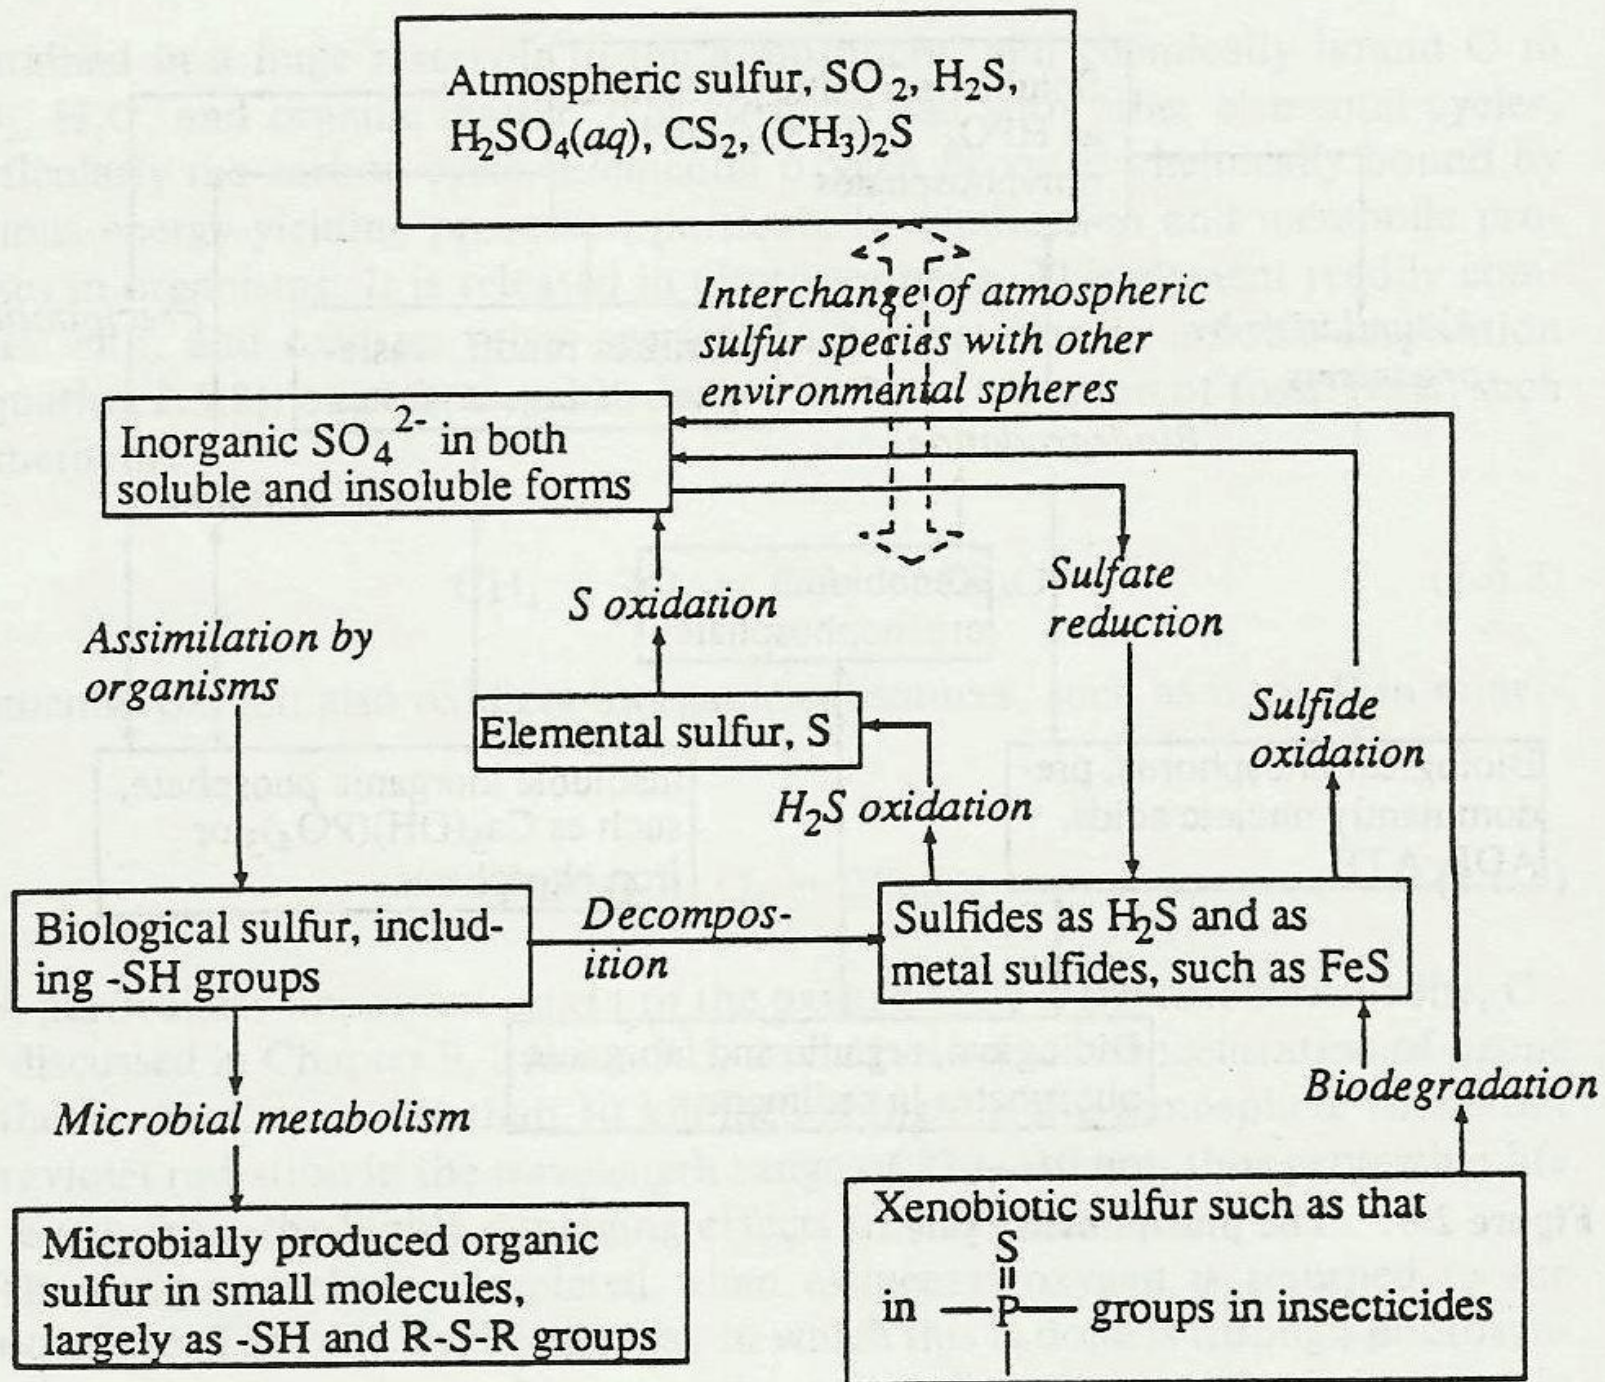 Atmospheric sulfur, SO₂, H₂S,
H₂SO₄(aq), CS₂, (CH₃)₂S
Interchange of atmospheric
sulfur species with other
environmental spheres
Inorganic SO₄²⁻ in both
soluble and insoluble forms
S oxidation
Sulfate
reduction
Assimilation by
organisms
Sulfide
oxidation
Elemental sulfur, S
H₂S oxidation
Biological sulfur, includ-
ing -SH groups
Decompos-
ition
Sulfides as H₂S and as
metal sulfides, such as FeS
Biodegradation
Microbial metabolism
Microbially produced organic
sulfur in small molecules,
largely as -SH and R-S-R groups
Xenobiotic sulfur such as that
S
in —P— groups in insecticides